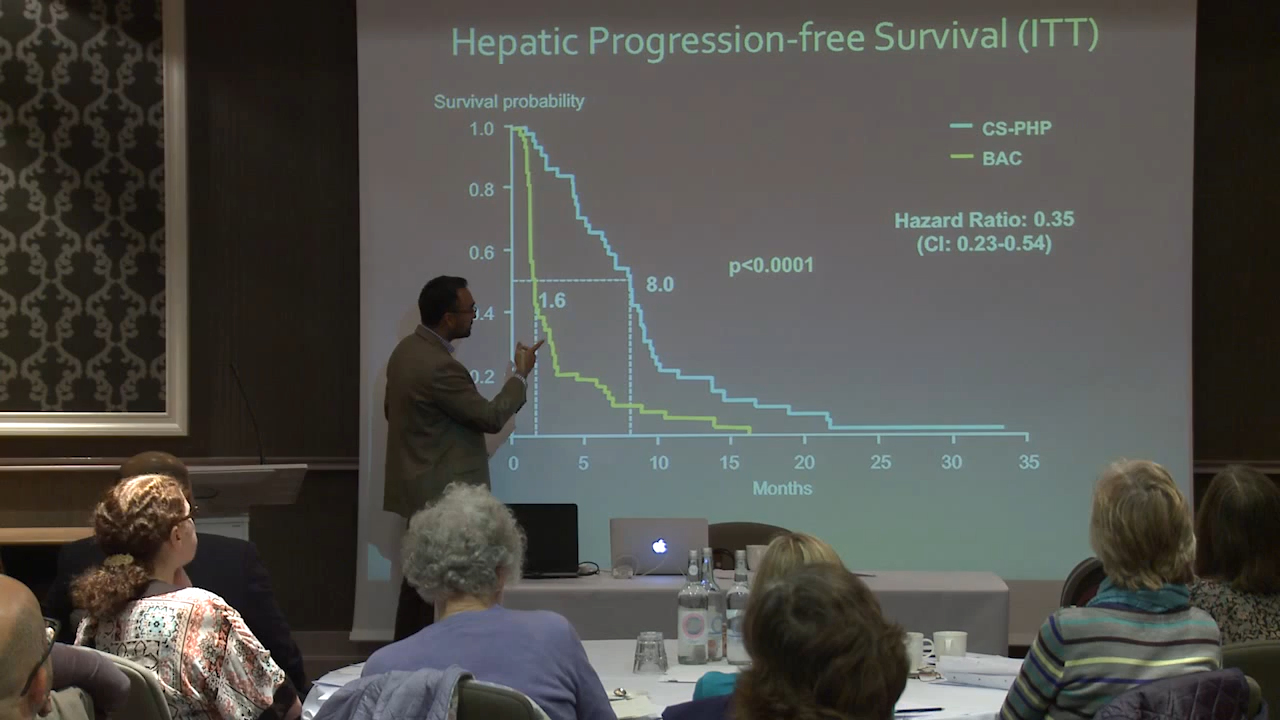 Hepatic Progression-free Survival (ITT)
Survival probability
1.0
0.8
0.6
0.4
0.2
CS-PHP
BAC
Hazard Ratio: 0.35
(CI: 0.23-0.54)
p<0.0001
8.0
1.6
0 5 10 15 20 25 30 35
Months